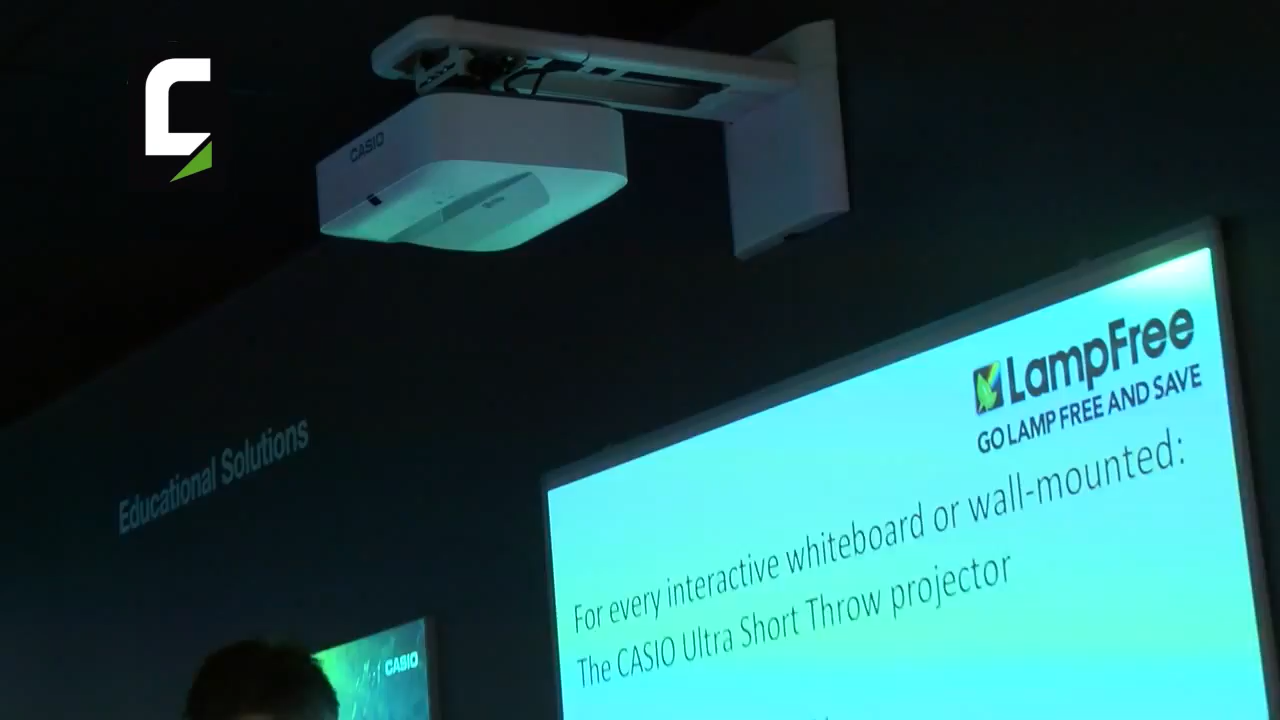 CASIO
LampFree
GO LAMP FREE AND SAVE
For every interactive whiteboard or wall-mounted:
The CASIO Ultra Short Throw projector
Educational Solutions
CASIO